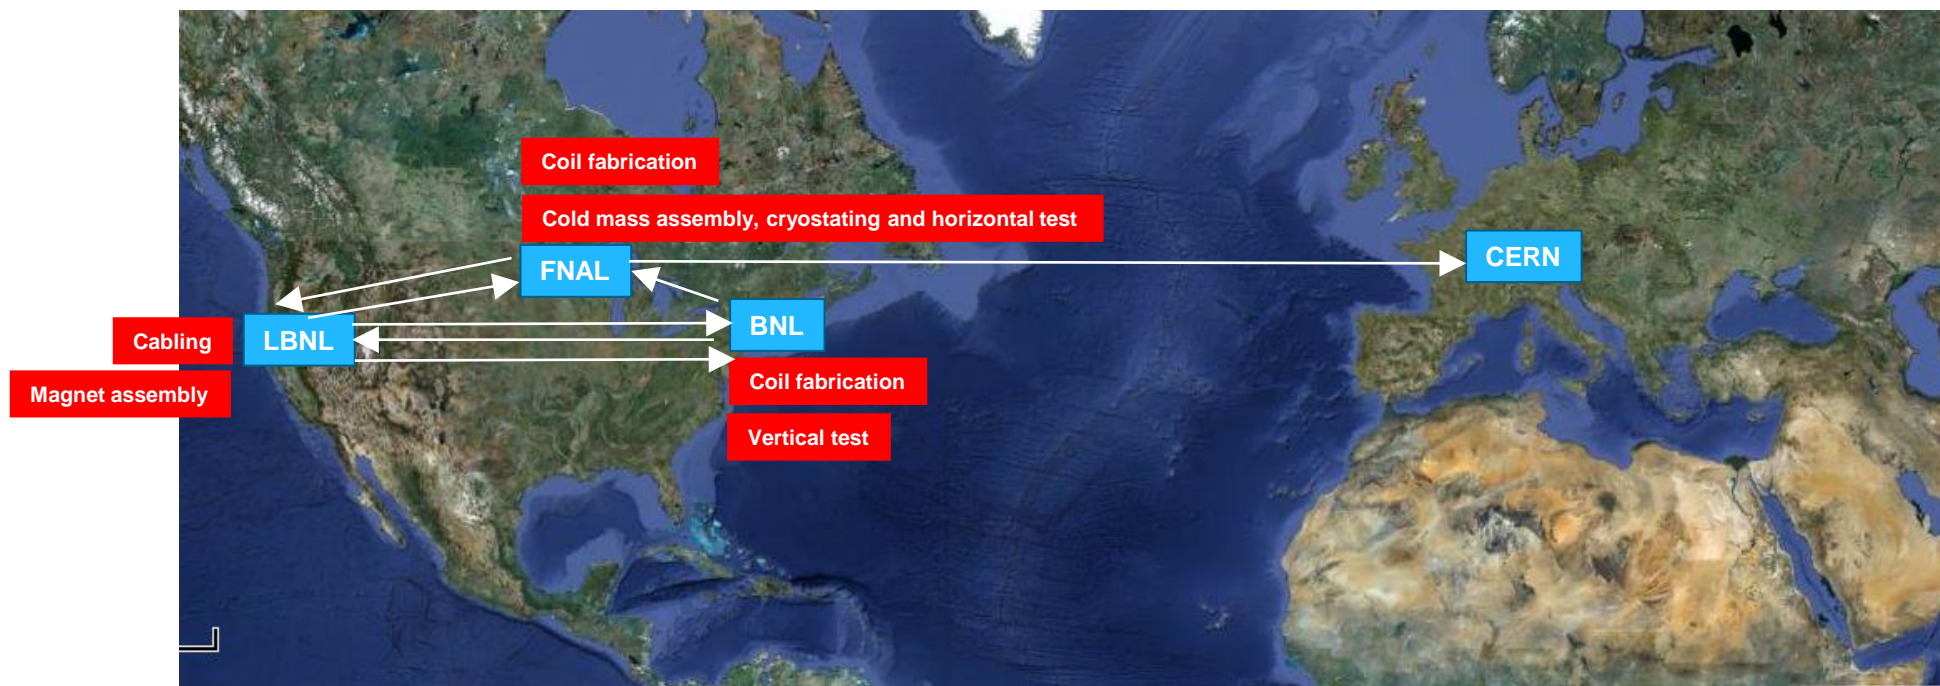 Coil fabrication
Cold mass assembly, cryostating and horizontal test
FNAL
CERN
BNL
LBNL
Cabling
Magnet assembly
Coil fabrication
Vertical test